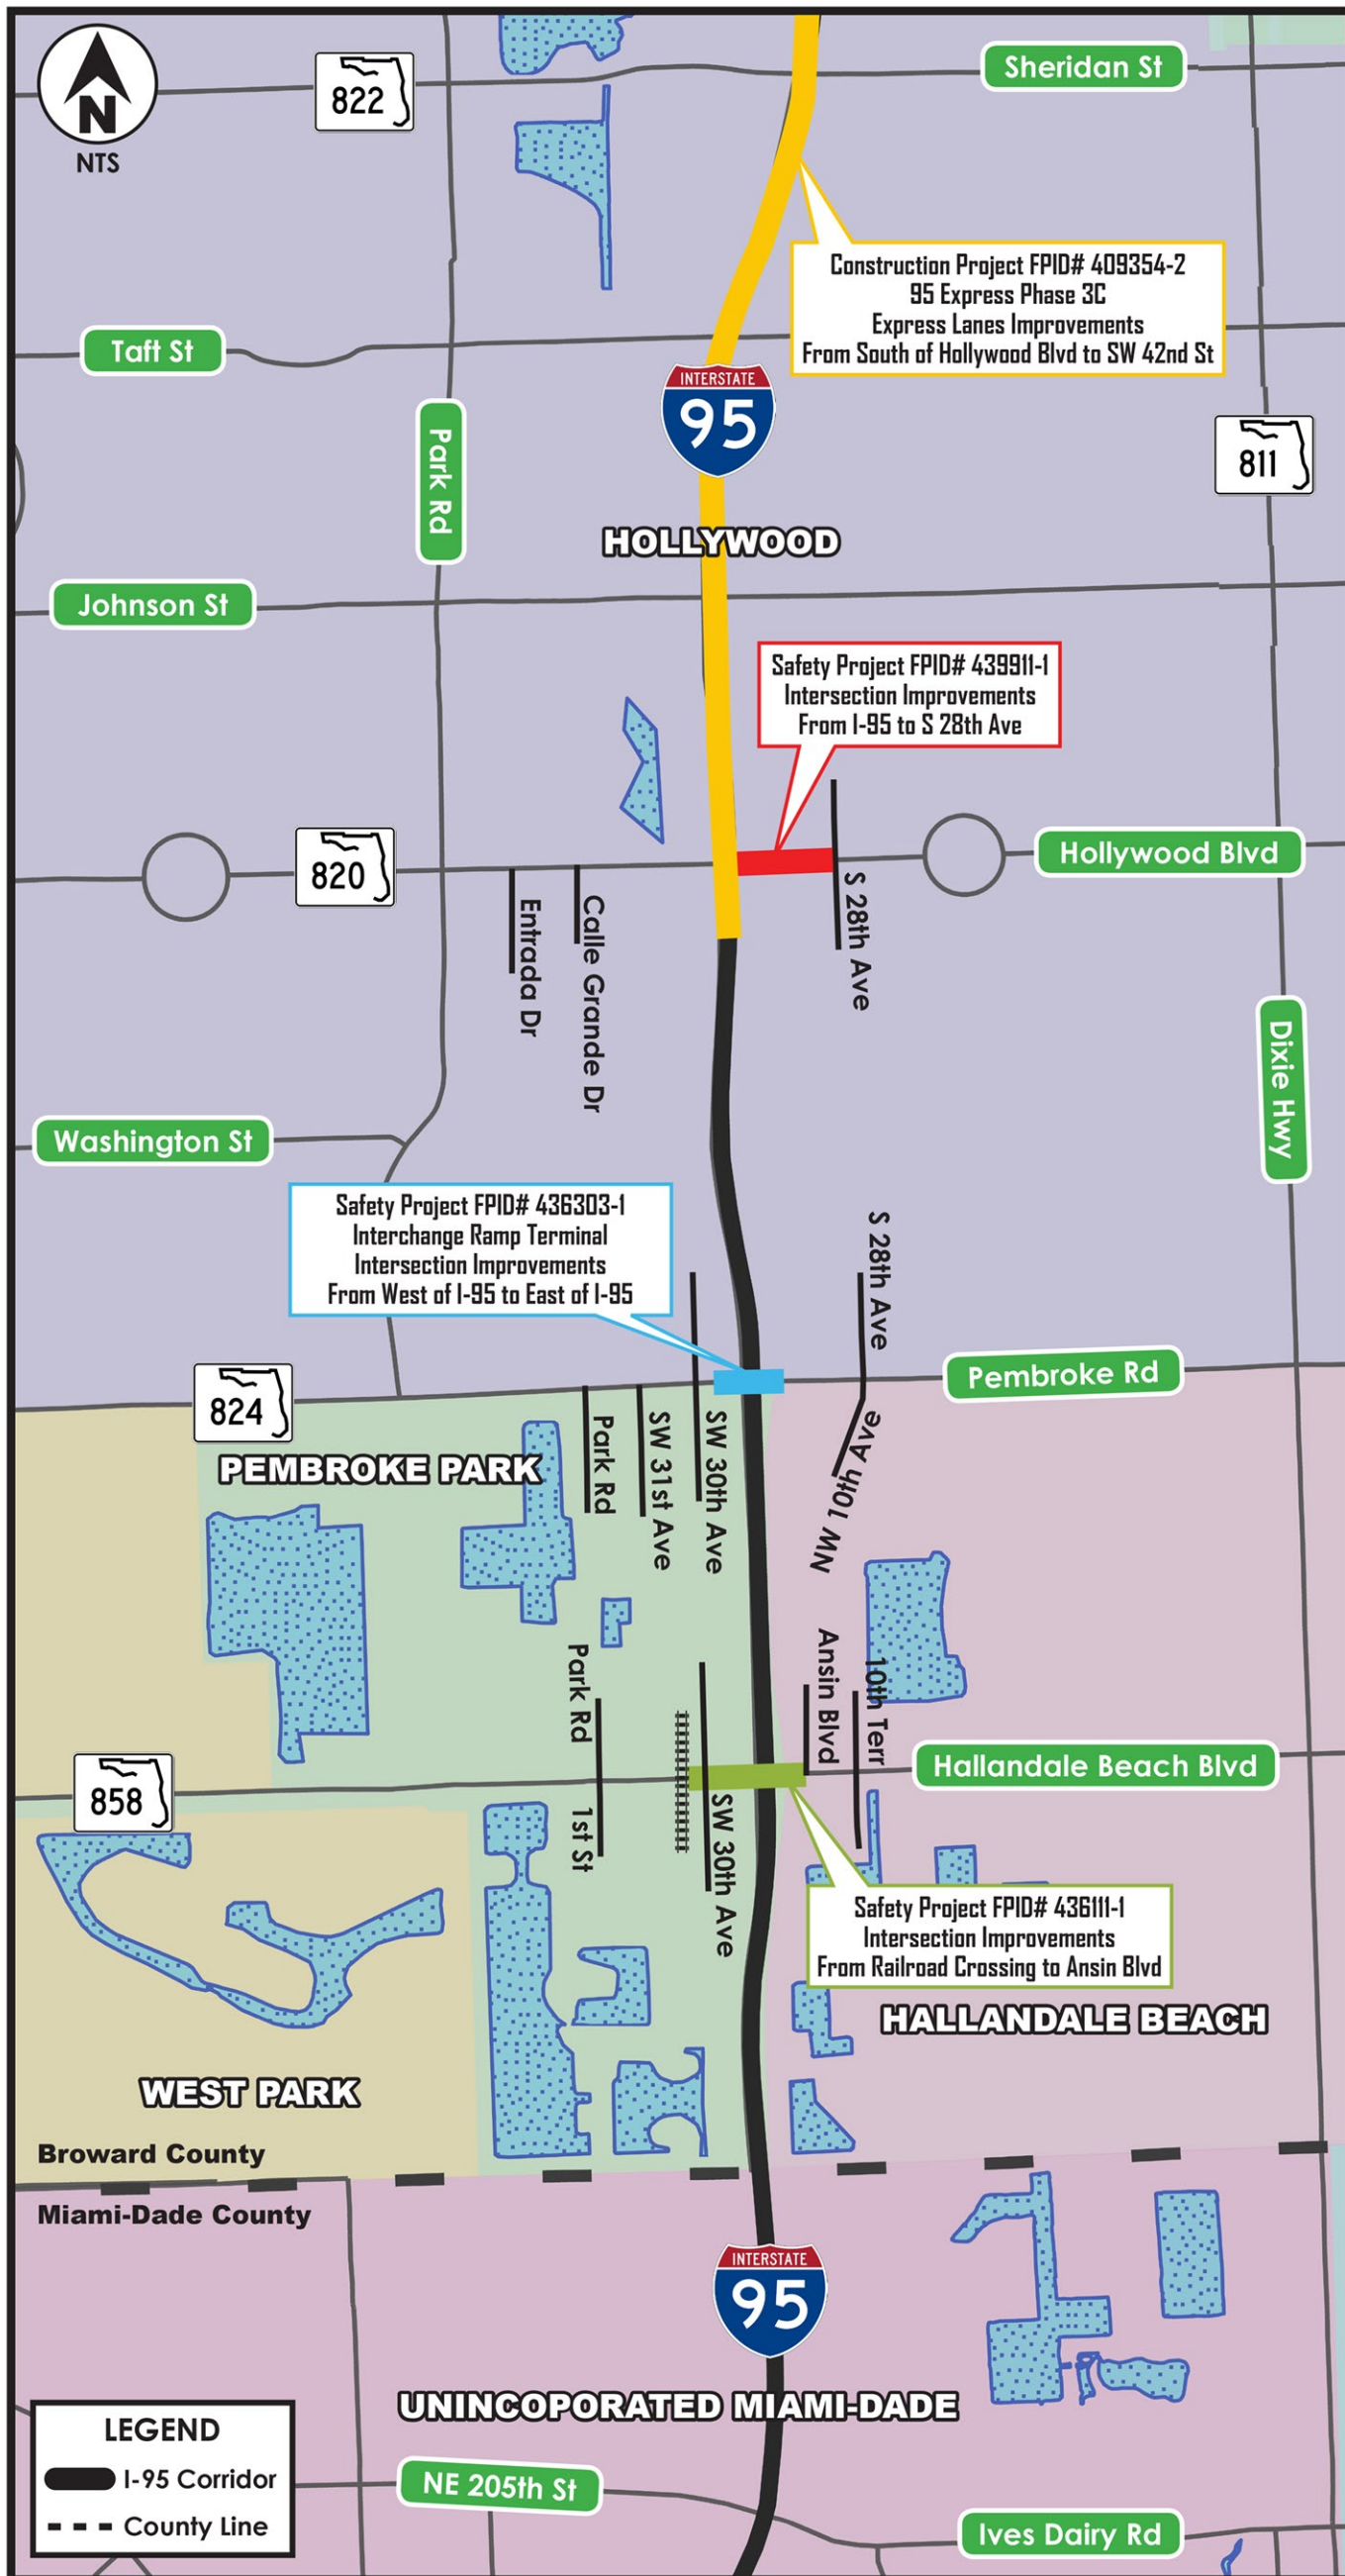 N
NTS
822
Sheridan St
Construction Project FPID# 409354-2
95 Express Phase 3C
Express Lanes Improvements
From South of Hollywood Blvd to SW 42nd St
Taft St
INTERSTATE
95
Park Rd
811
HOLLYWOOD
Johnson St
Safety Project FPID# 439911-1
Intersection Improvements
From I-95 to S 28th Ave
820
Hollywood Blvd
Entrada Dr
Calle Grande Dr
S 28th Ave
Dixie Hwy
Washington St
Safety Project FPID# 436303-1
Interchange Ramp Terminal
Intersection Improvements
From West of I-95 to East of I-95
S 28th Ave
Pembroke Rd
824
PEMBROKE PARK
Park Rd
SW 31st Ave
SW 30th Ave
NW 10th Ave
Park Rd
Ansin Blvd
10th Terr
Hallandale Beach Blvd
858
1st St
SW 30th Ave
Safety Project FPID# 436111-1
Intersection Improvements
From Railroad Crossing to Ansin Blvd
HALLANDALE BEACH
WEST PARK
Broward County
Miami-Dade County
INTERSTATE
95
UNINCOPORATED MIAMI-DADE
LEGEND
I-95 Corridor
County Line
NE 205th St
Ives Dairy Rd